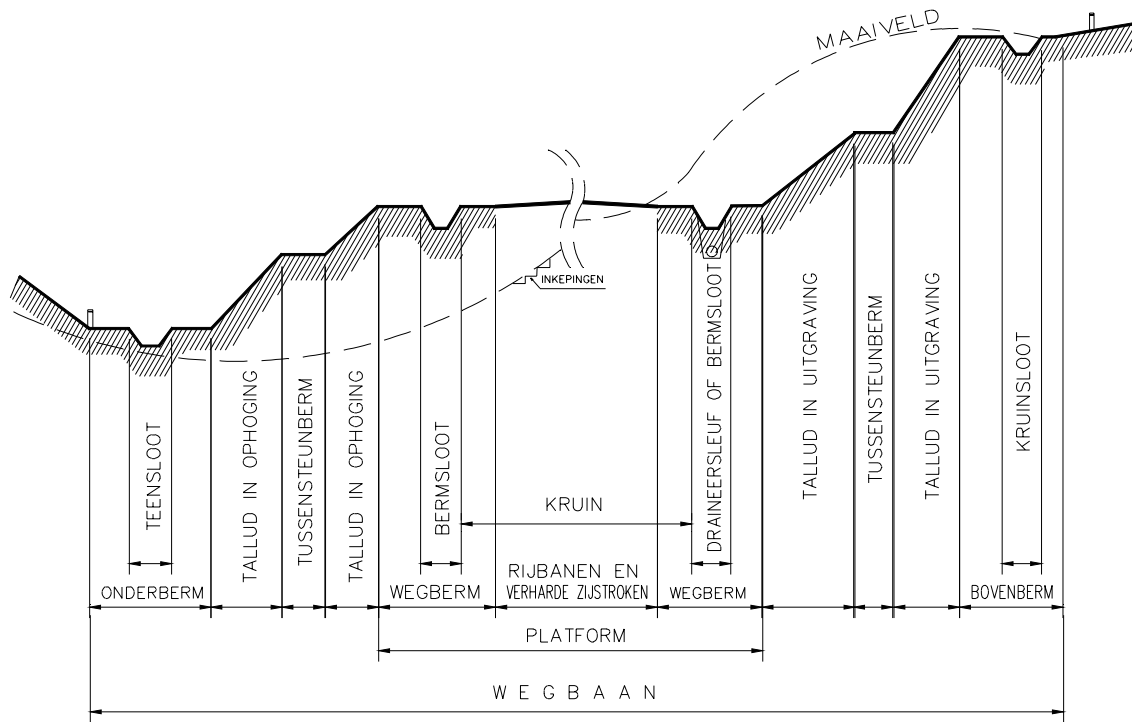 MAAIVELD
INKEPINGEN
TEENSLOOT
TALLUD IN OPHOGING
TUSSENSTEUNBERM
TALLUD IN OPHOGING
BERMSLOOT
KRUIN
DRAINEERSLEUF OF BERMSLOOT
TALLUD IN UITGRAVING
TUSSENSTEUNBERM
TALLUD IN UITGRAVING
KRUINSLOOT
ONDERBERM
WEGBERM
RIJBANEN EN
VERHARDE ZIJSTROKEN
WEGBERM
BOVENBERM
PLATFORM
WEGBAAN